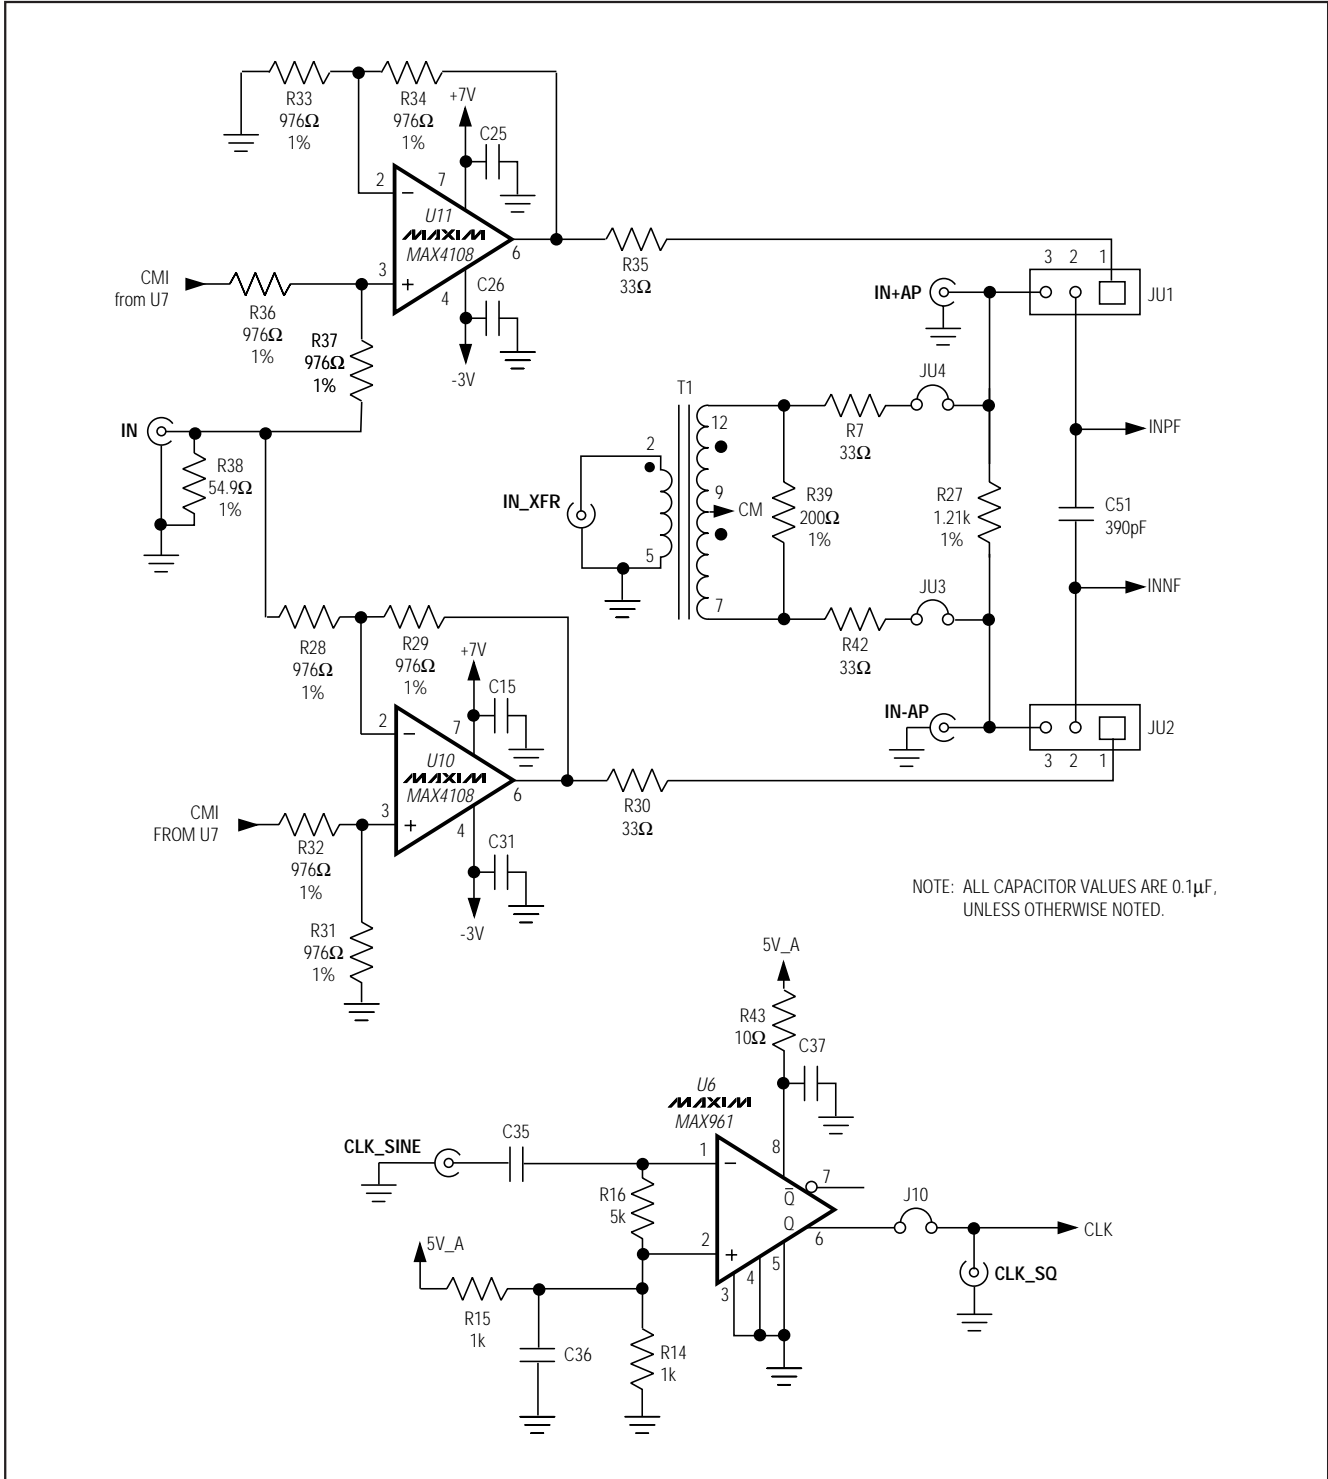 R33
976Ω
1%
R34
976Ω
1%
+7V
C25
2
7
U11
MAXIM
MAX4108
6
3
4
CMI
from U7
R36
976Ω
1%
R37
976Ω
1%
C26
-3V
R35
33Ω
3 2 1
JU1
IN+AP
IN
R38
54.9Ω
1%
T1
2
5
12
9
7
CM
IN_XFR
R39
200Ω
1%
R7
33Ω
JU4
R27
1.21k
1%
JU3
R42
33Ω
INPF
C51
390pF
INNF
IN-AP
JU2
3 2 1
R28
976Ω
1%
R29
976Ω
1%
+7V
C15
2
7
U10
MAXIM
MAX4108
6
3
4
CMI
FROM U7
R32
976Ω
1%
R31
976Ω
1%
C31
-3V
R30
33Ω
NOTE: ALL CAPACITOR VALUES ARE 0.1µF,
UNLESS OTHERWISE NOTED.
5V_A
R43
10Ω
C37
U6
MAXIM
MAX961
CLK_SINE
C35
1
8
7
Q̅
Q
6
R16
5k
2
3
4
5
5V_A
R15
1k
C36
R14
1k
J10
CLK
CLK_SQ
− + − + − +